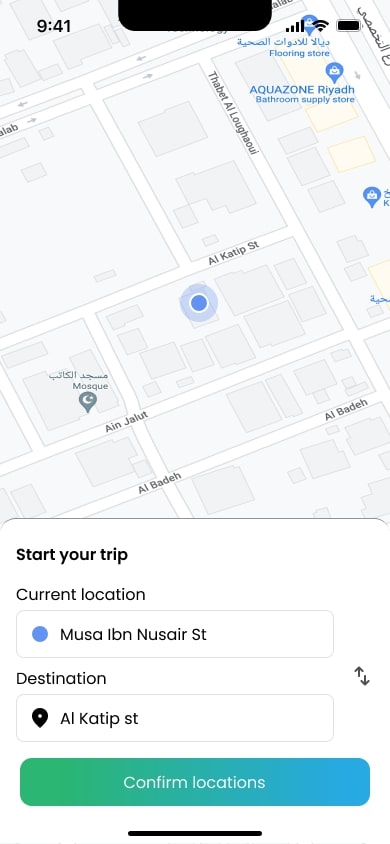 9:41
ديالا للادوات الصحية
Flooring store
AQUAZONE Riyadh
Bathroom supply store
Thabet Al Loughaoui
Al Katip St
مسجد الكاتب
Mosque
Ain Jalut
Al Badeh
Al Badeh
Start your trip
Current location
Musa Ibn Nusair St
Destination
Al Katip st
Confirm locations